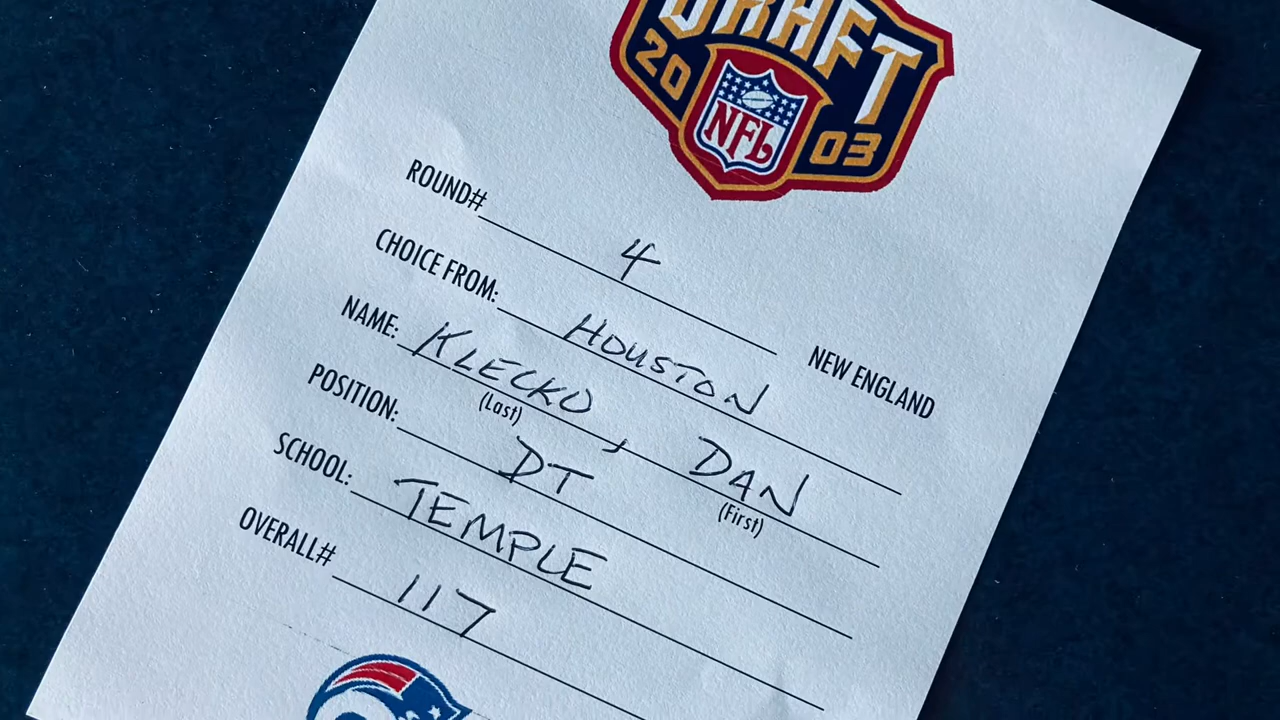 DRAFT
20 NFL 03
ROUND# 4
CHOICE FROM: HOUSTON NEW ENGLAND
NAME: KLECKO, DAN
(Last) (First)
POSITION: DT
SCHOOL: TEMPLE
OVERALL# 117